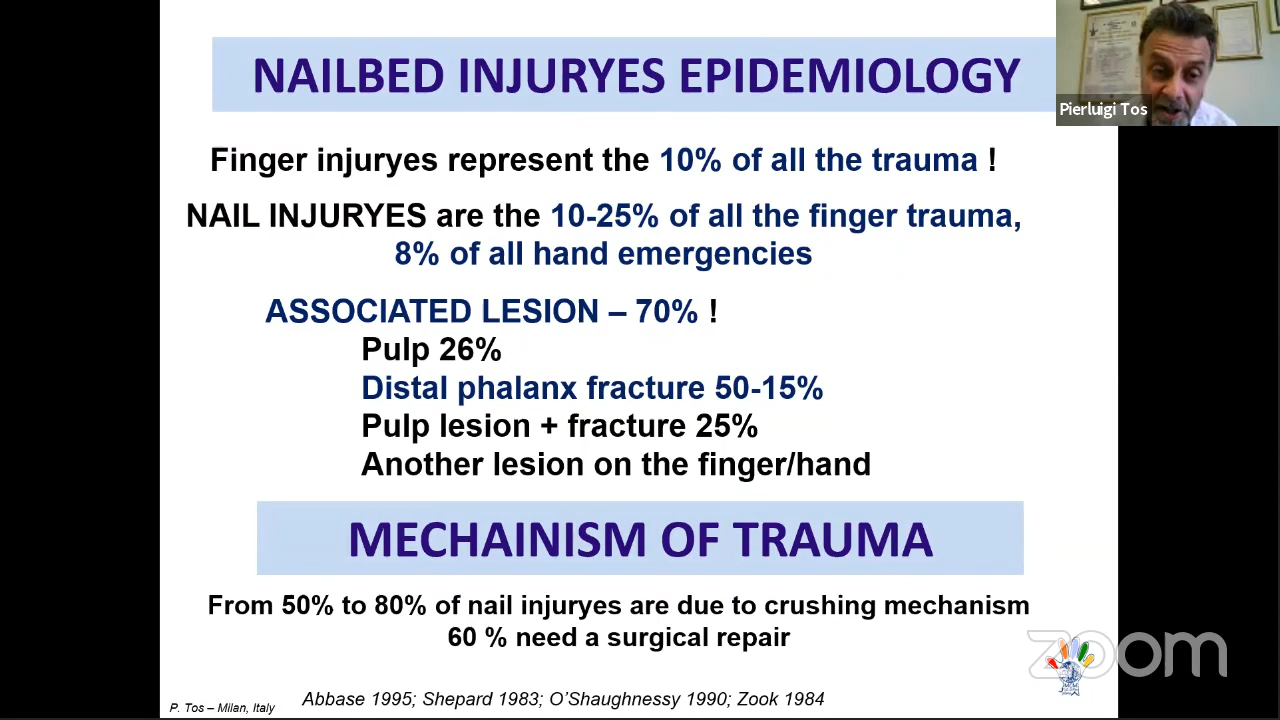 NAILBED INJURYES EPIDEMIOLOGY
Pierluigi Tos
Finger injuryes represent the 10% of all the trauma !
NAIL INJURYES are the 10-25% of all the finger trauma,
8% of all hand emergencies
ASSOCIATED LESION – 70% !
Pulp 26%
Distal phalanx fracture 50-15%
Pulp lesion + fracture 25%
Another lesion on the finger/hand
MECHAINISM OF TRAUMA
From 50% to 80% of nail injuryes are due to crushing mechanism
60 % need a surgical repair
zoom
Abbase 1995; Shepard 1983; O'Shaughnessy 1990; Zook 1984
P. Tos – Milan, Italy